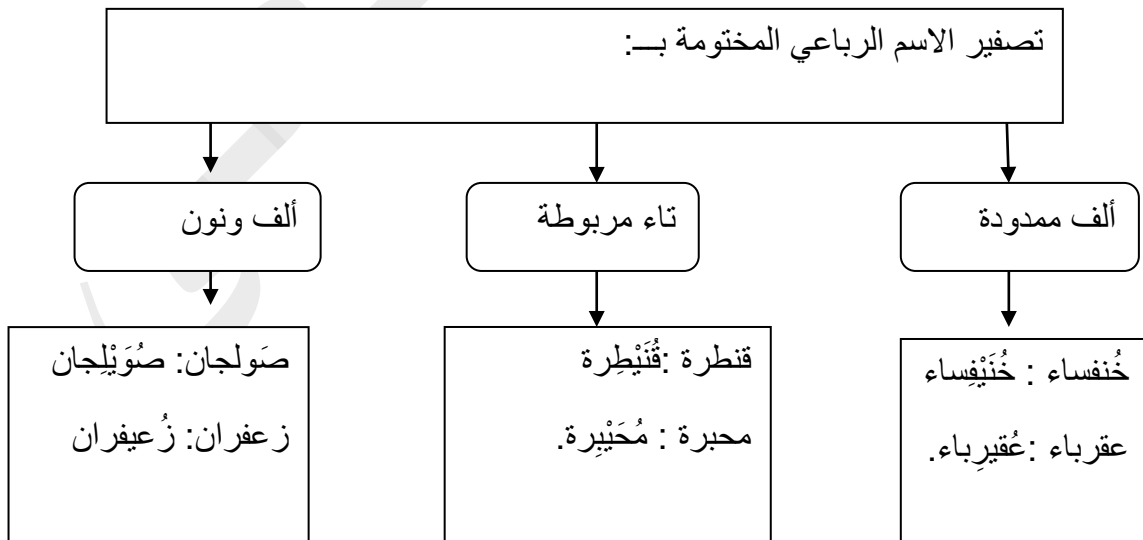 تصفير الاسم الرباعي المختومة بـــ:
ألف ممدودة
تاء مربوطة
ألف ونون
خُنفساء : خُنَيْفِساء
عقرباء :عُقيرِباء.
قنطرة :قُنَيْطِرة
محبرة : مُحَيْبِرة.
صَولجان: صُوَيْلِجان
زعفران: زُعيفران